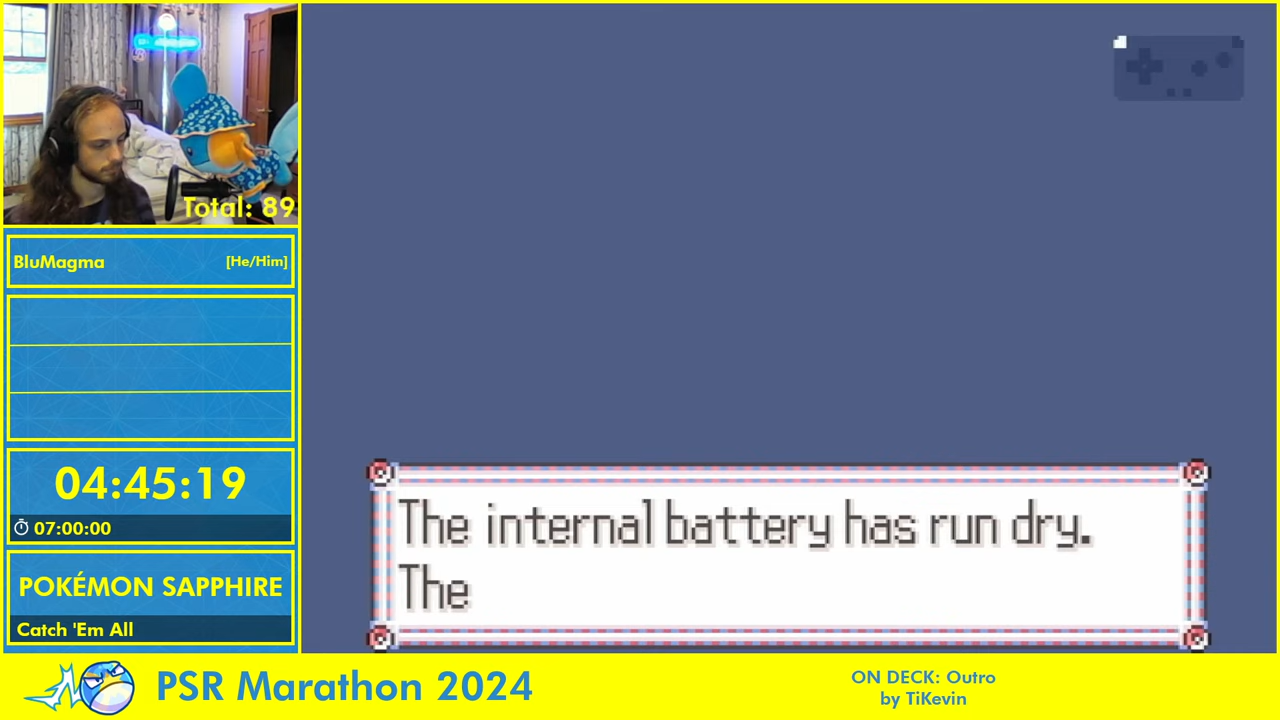 Total: 89
BluMagma [He/Him]
04:45:19
07:00:00
POKÉMON SAPPHIRE
Catch 'Em All
The internal battery has run dry.
The
PSR Marathon 2024
ON DECK: Outro
by TiKevin